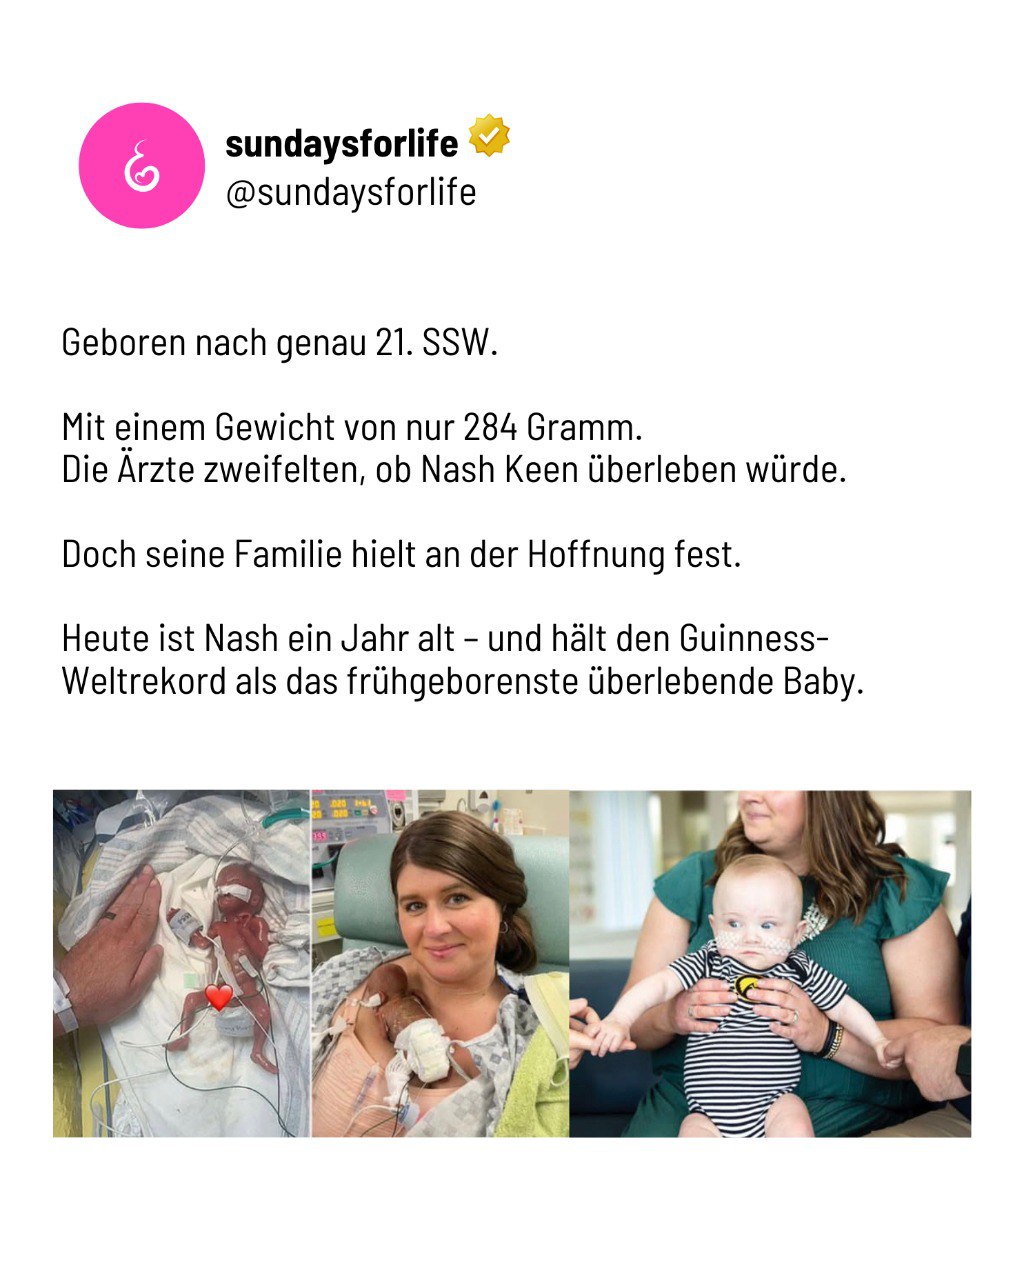 sundaysforlife
@sundaysforlife
Geboren nach genau 21. SSW.
Mit einem Gewicht von nur 284 Gramm.
Die Ärzte zweifelten, ob Nash Keen überleben würde.
Doch seine Familie hielt an der Hoffnung fest.
Heute ist Nash ein Jahr alt – und hält den Guinness-
Weltrekord als das frühgeborenste überlebende Baby.